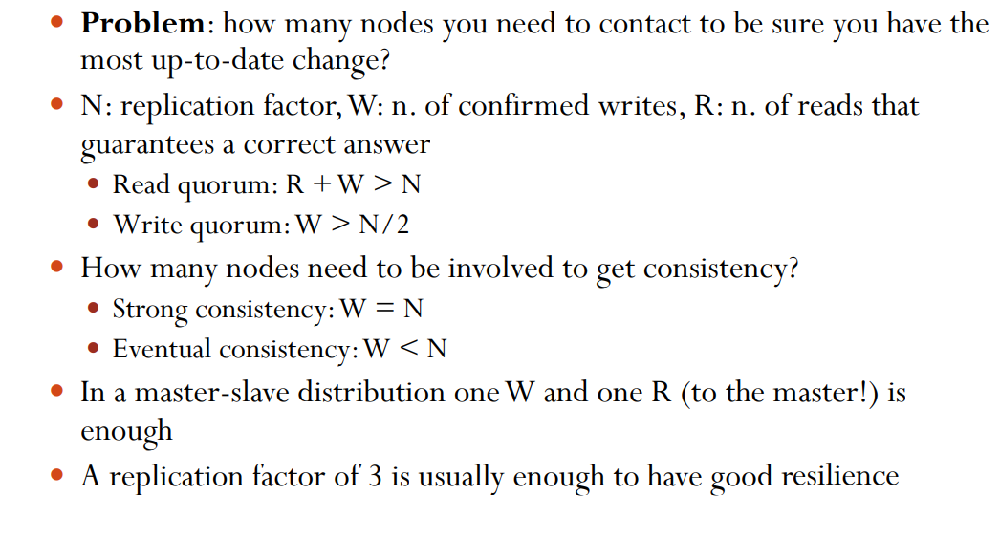 • Problem: how many nodes you need to contact to be sure you have the
most up-to-date change?
• N: replication factor, W: n. of confirmed writes, R: n. of reads that
guarantees a correct answer
• Read quorum: R + W > N
• Write quorum: W > N/2
• How many nodes need to be involved to get consistency?
• Strong consistency: W = N
• Eventual consistency: W < N
• In a master-slave distribution one W and one R (to the master!) is
enough
• A replication factor of 3 is usually enough to have good resilience